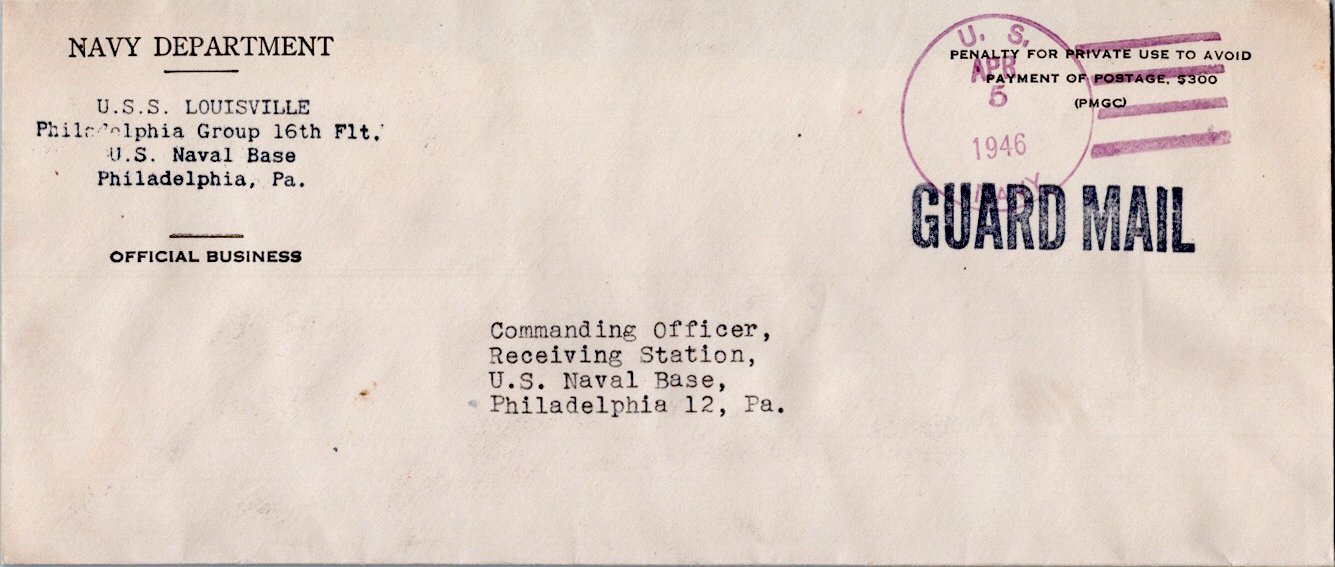 NAVY DEPARTMENT
U.S.S. LOUISVILLE
Philadelphia Group 16th Flt.
U.S. Naval Base
Philadelphia, Pa.
OFFICIAL BUSINESS
U. S.
APR
5
1946
NAVY
PENALTY FOR PRIVATE USE TO AVOID
PAYMENT OF POSTAGE, $300
(PMGC)
GUARD MAIL
Commanding Officer,
Receiving Station,
U.S. Naval Base,
Philadelphia 12, Pa.